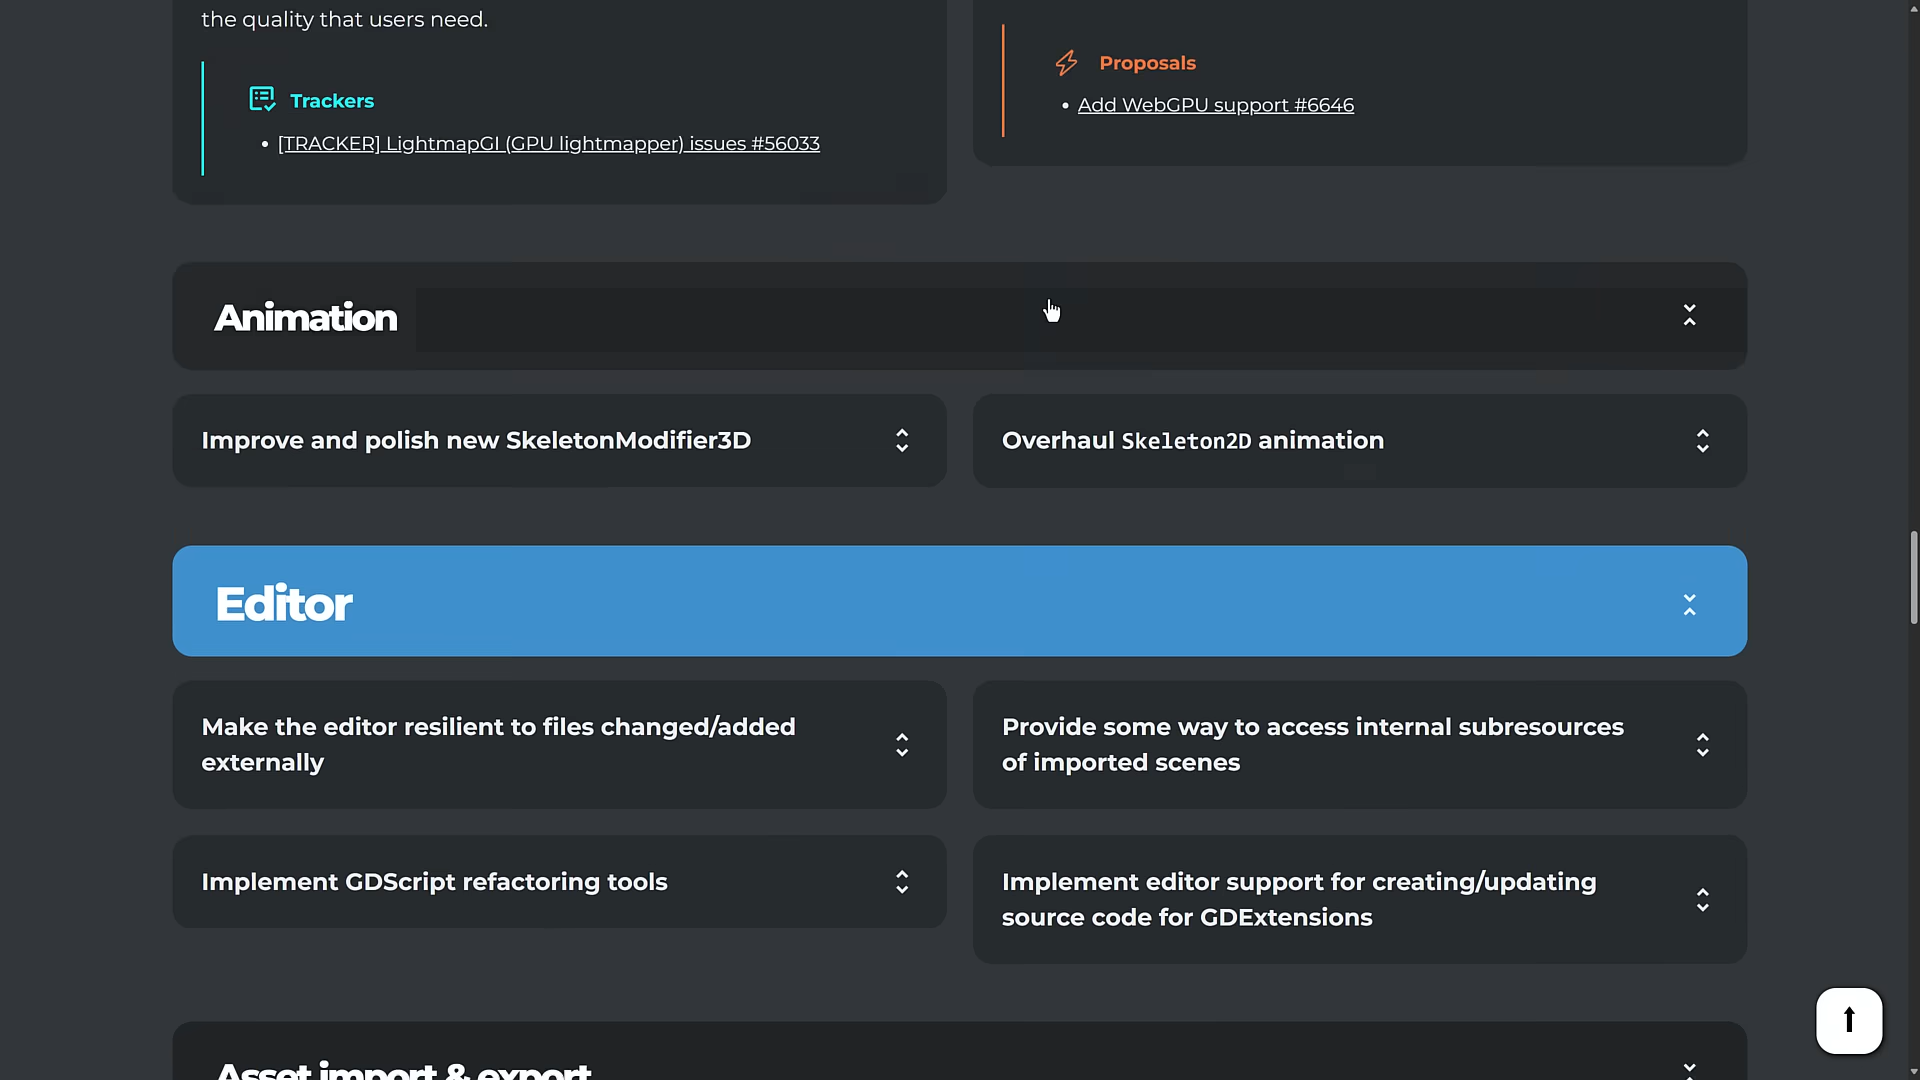 the quality that users need.
Trackers
• [TRACKER] LightmapGI (GPU lightmapper) issues #56033
Proposals
• Add WebGPU support #6646
Animation
Improve and polish new SkeletonModifier3D
Overhaul Skeleton2D animation
Editor
Make the editor resilient to files changed/added
externally
Provide some way to access internal subresources
of imported scenes
Implement GDScript refactoring tools
Implement editor support for creating/updating
source code for GDExtensions
Asset import & export